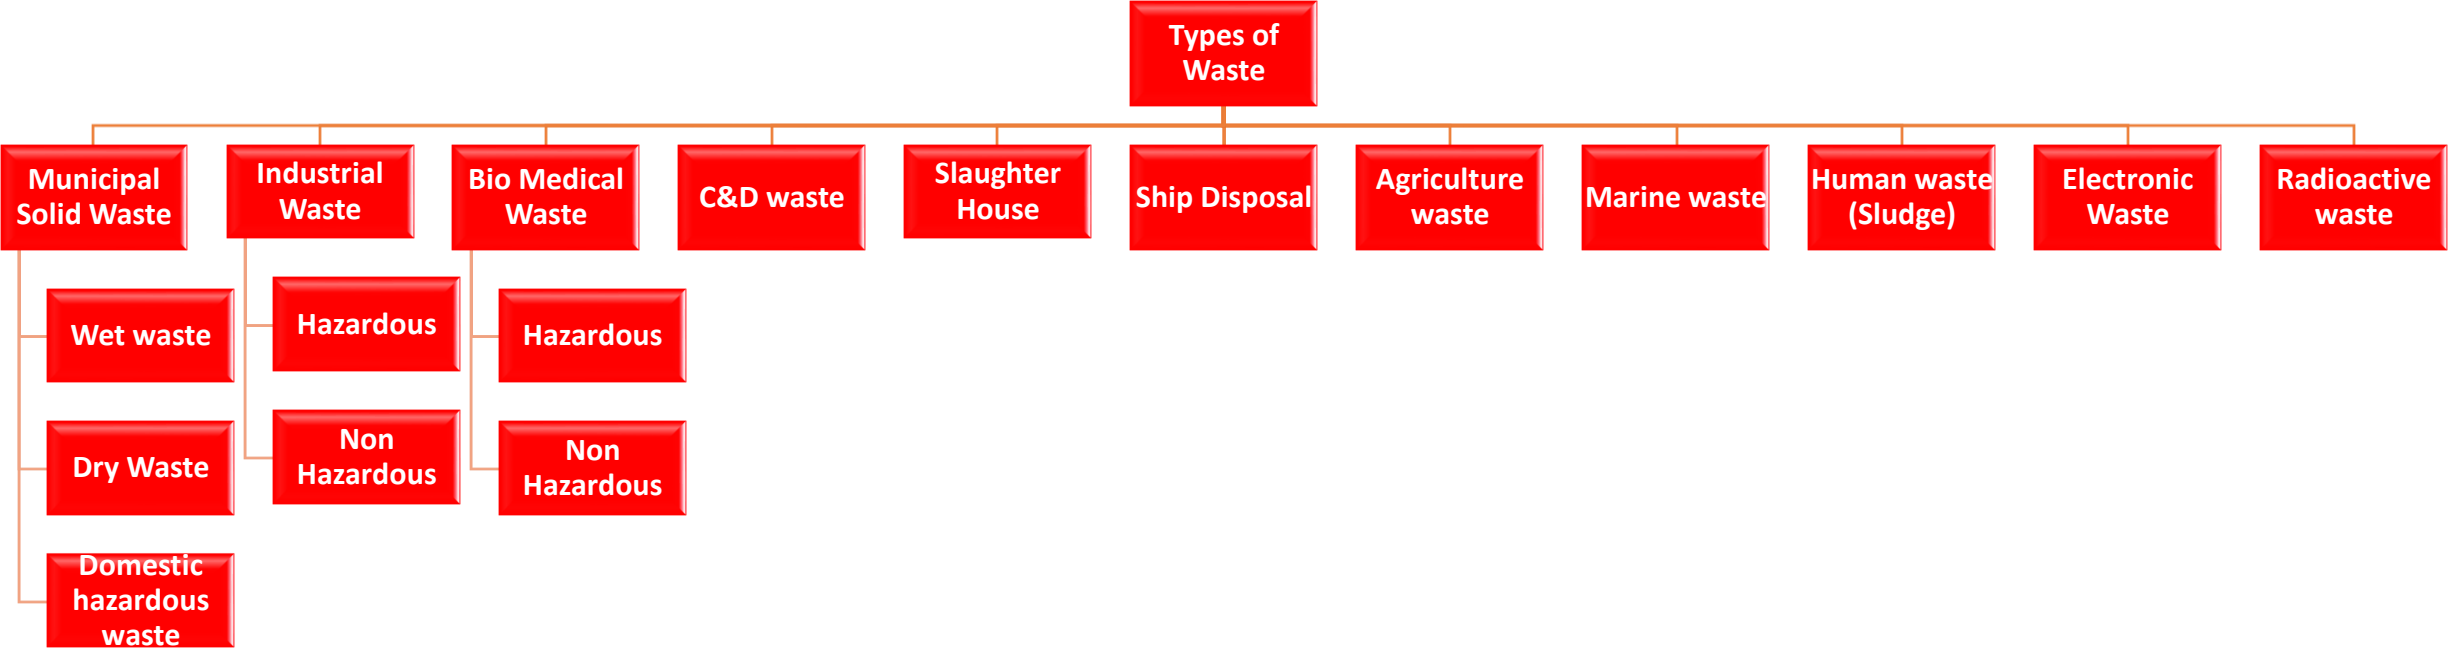 Types of
Waste
Municipal
Solid Waste
Industrial
Waste
Bio Medical
Waste
C&D waste
Slaughter
House
Ship Disposal
Agriculture
waste
Marine waste
Human waste
(Sludge)
Electronic
Waste
Radioactive
waste
Wet waste
Dry Waste
Domestic
hazardous
waste
Hazardous
Non
Hazardous
Hazardous
Non
Hazardous